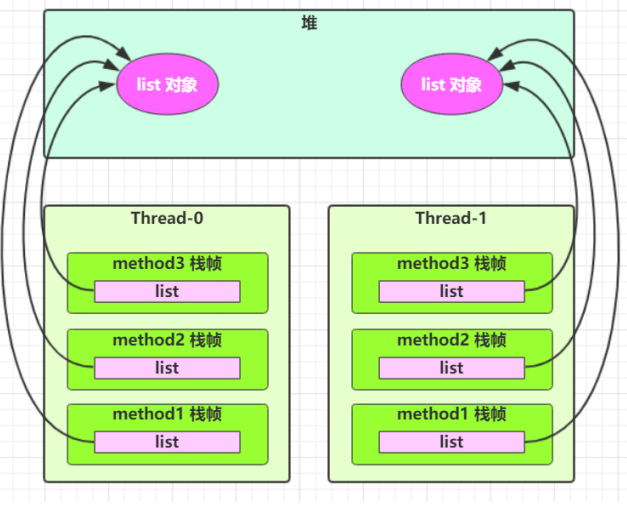 堆
list 对象
list 对象
Thread-0
method3 栈帧
list
method2 栈帧
list
method1 栈帧
list
Thread-1
method3 栈帧
list
method2 栈帧
list
method1 栈帧
list